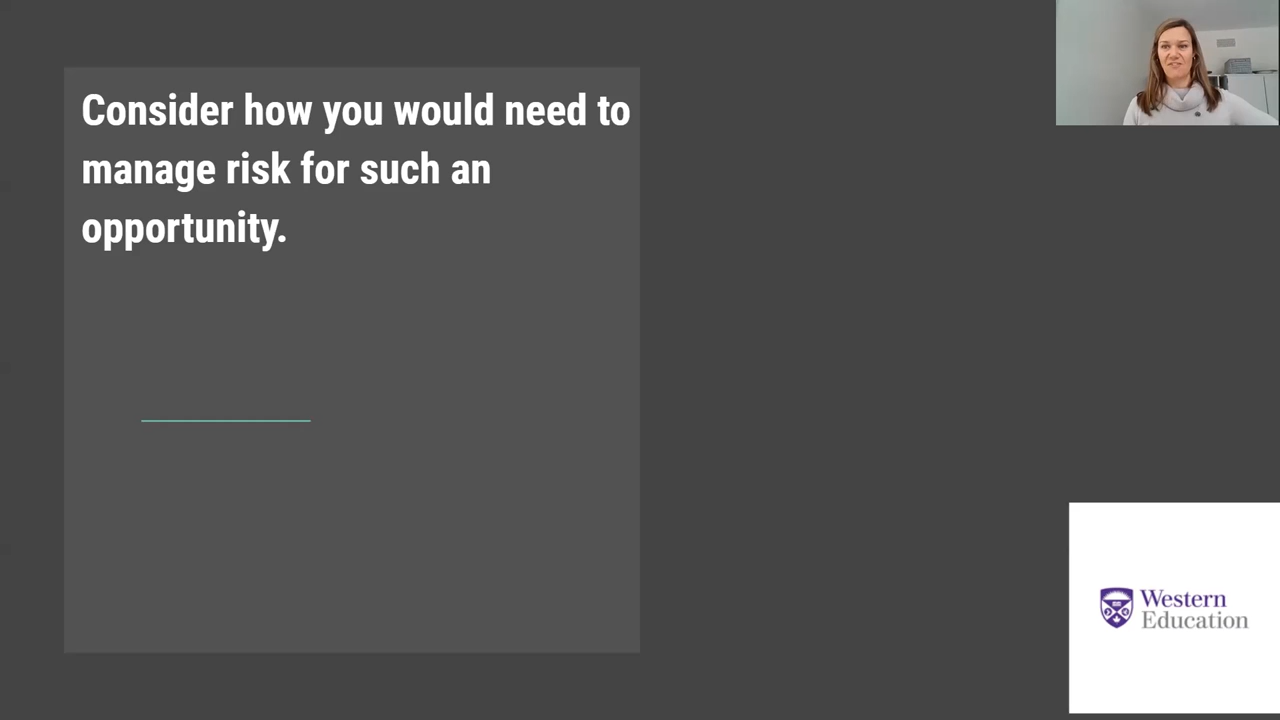 Consider how you would need to
manage risk for such an
opportunity.
Western
Education